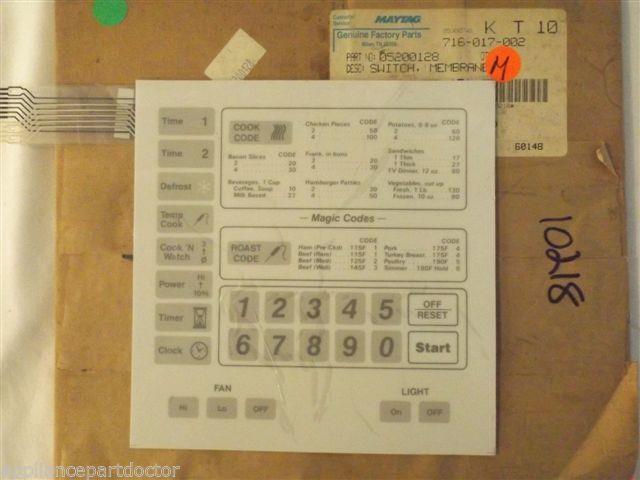 Customer Service
MAYTAG
Genuine Factory Parts
K T 10
716-017-002
PART NO: 05200128
DESC: SWITCH, MEMBRANE
M
60148
81201
Time 1
Time 2
Defrost
Temp Cook
Cook 'N Watch
Power Hi
10%
Timer
Clock
COOK CODE
Chicken Pieces CODE
2 50
4 100
Potatoes, 6-8 oz CODE
2 60
4 120
Bacon Slices CODE
2 20
4 30
Frank, in buns
2 20
4 30
Sandwiches
1 Thin 17
1 Thick 27
TV Dinner, 12 oz. 80
Beverages, 1 Cup
Coffee, Soup 10
Milk Based 27
Hamburger Patties
2 30
4 50
Vegetables, cut up
Fresh, 1 Lb. 130
Frozen, 10 oz. 80
— Magic Codes —
ROAST CODE
CODE CODE
Ham (Pre-Ckd) 115F 1
Beef (Rare) 115F 1
Beef (Med) 125F 2
Beef (Well) 145F 3
Pork 175F 4
Turkey Breast 175F 4
Poultry 190F 5
Simmer 180F Hold 6
1 2 3 4 5 OFF/RESET
6 7 8 9 0 Start
FAN
Hi Lo OFF
LIGHT
On OFF
appliancepartdoctor